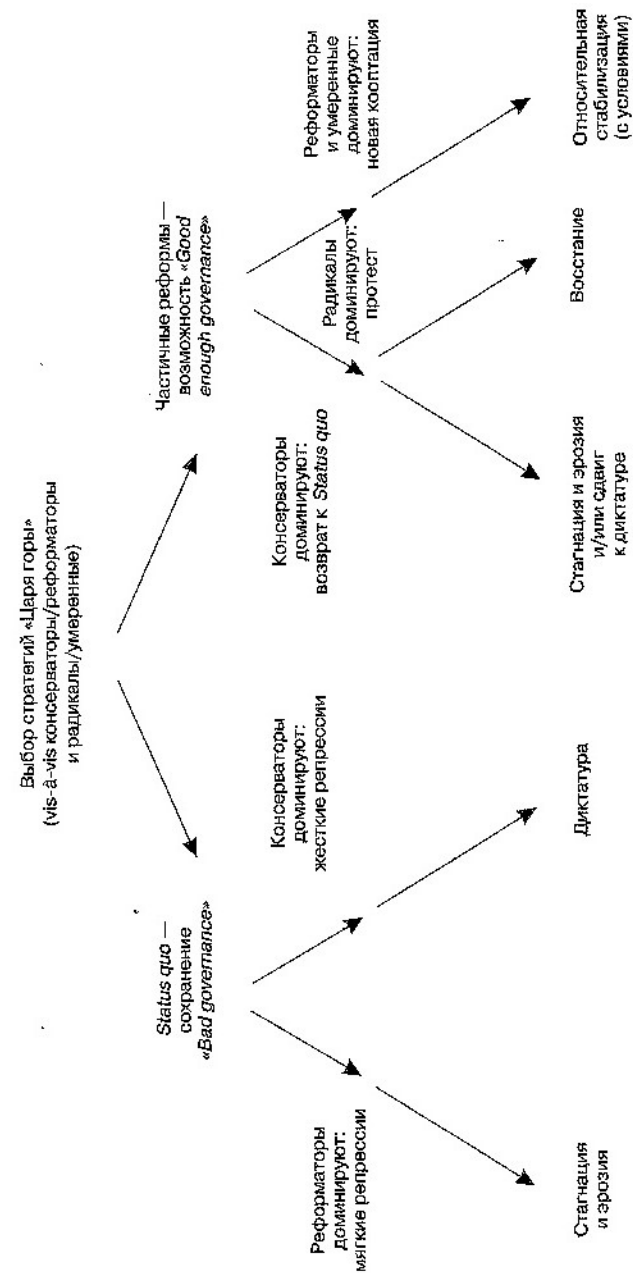 Выбор стратегий «Царя горы»
(vis-à-vis консерваторы/реформаторы
и радикалы/умеренные)
Status quo —
сохранение
«Bad governance»
Частичные реформы —
возможность «Good
enough governance»
Реформаторы
доминируют:
мягкие репрессии
Консерваторы
доминируют:
жесткие репрессии
Консерваторы
доминируют:
возврат к Status quo
Радикалы
доминируют:
протест
Реформаторы
и умеренные
доминируют:
новая кооптация
Стагнация
и эрозия
Диктатура
Стагнация и эрозия
и/или сдвиг
к диктатуре
Восстание
Относительная
стабилизация
(с условиями)